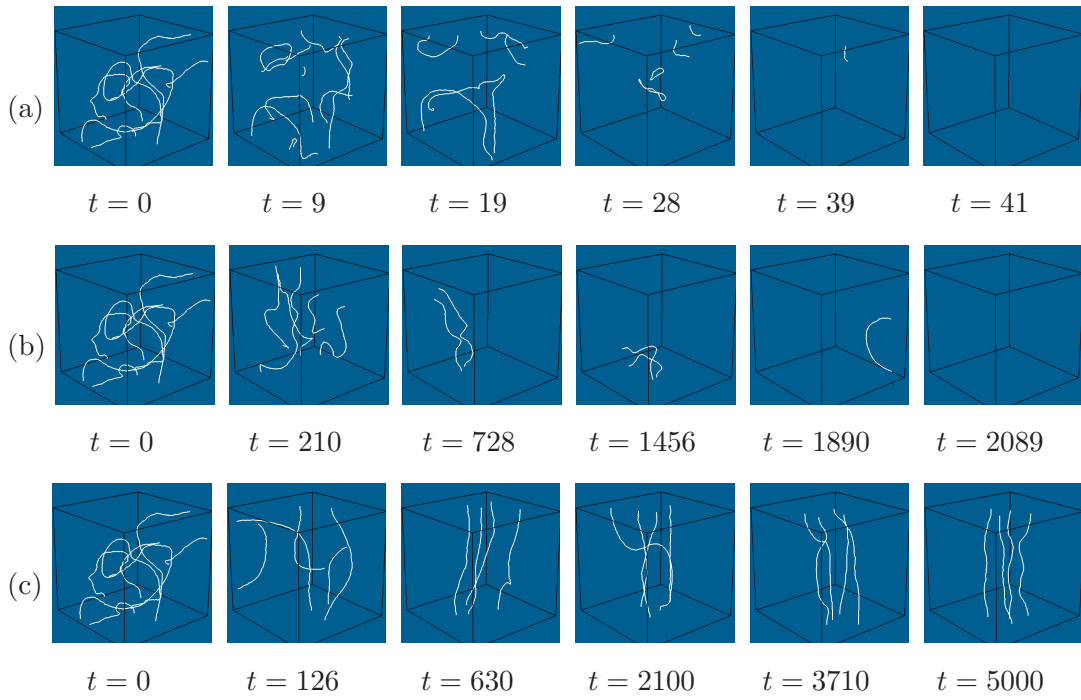 (a)
t = 0 t = 9 t = 19 t = 28 t = 39 t = 41
(b)
t = 0 t = 210 t = 728 t = 1456 t = 1890 t = 2089
(c)
t = 0 t = 126 t = 630 t = 2100 t = 3710 t = 5000